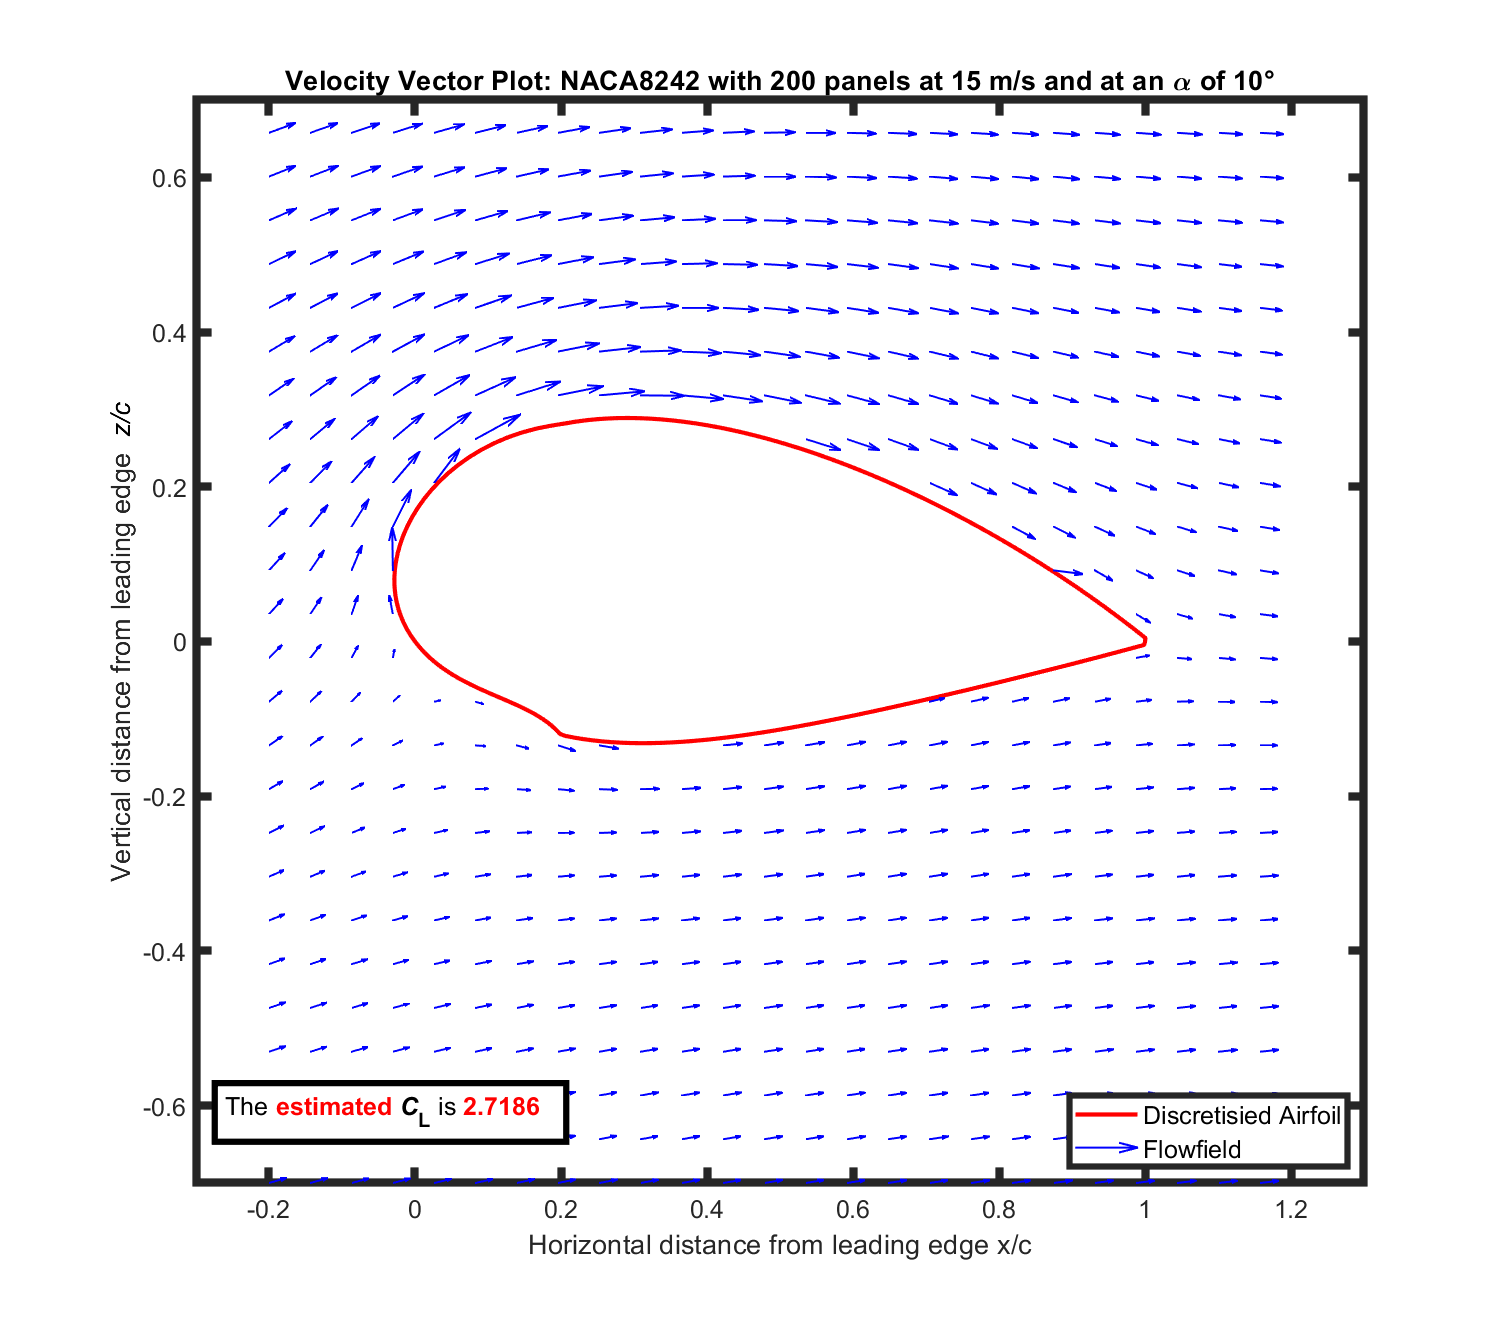 Velocity Vector Plot: NACA8242 with 200 panels at 15 m/s and at an α of 10°
Vertical distance from leading edge z/c
0.6
0.4
0.2
0
-0.2
-0.4
-0.6
The estimated C_L is 2.7186
Discretisied Airfoil
Flowfield
-0.2 0 0.2 0.4 0.6 0.8 1 1.2
Horizontal distance from leading edge x/c